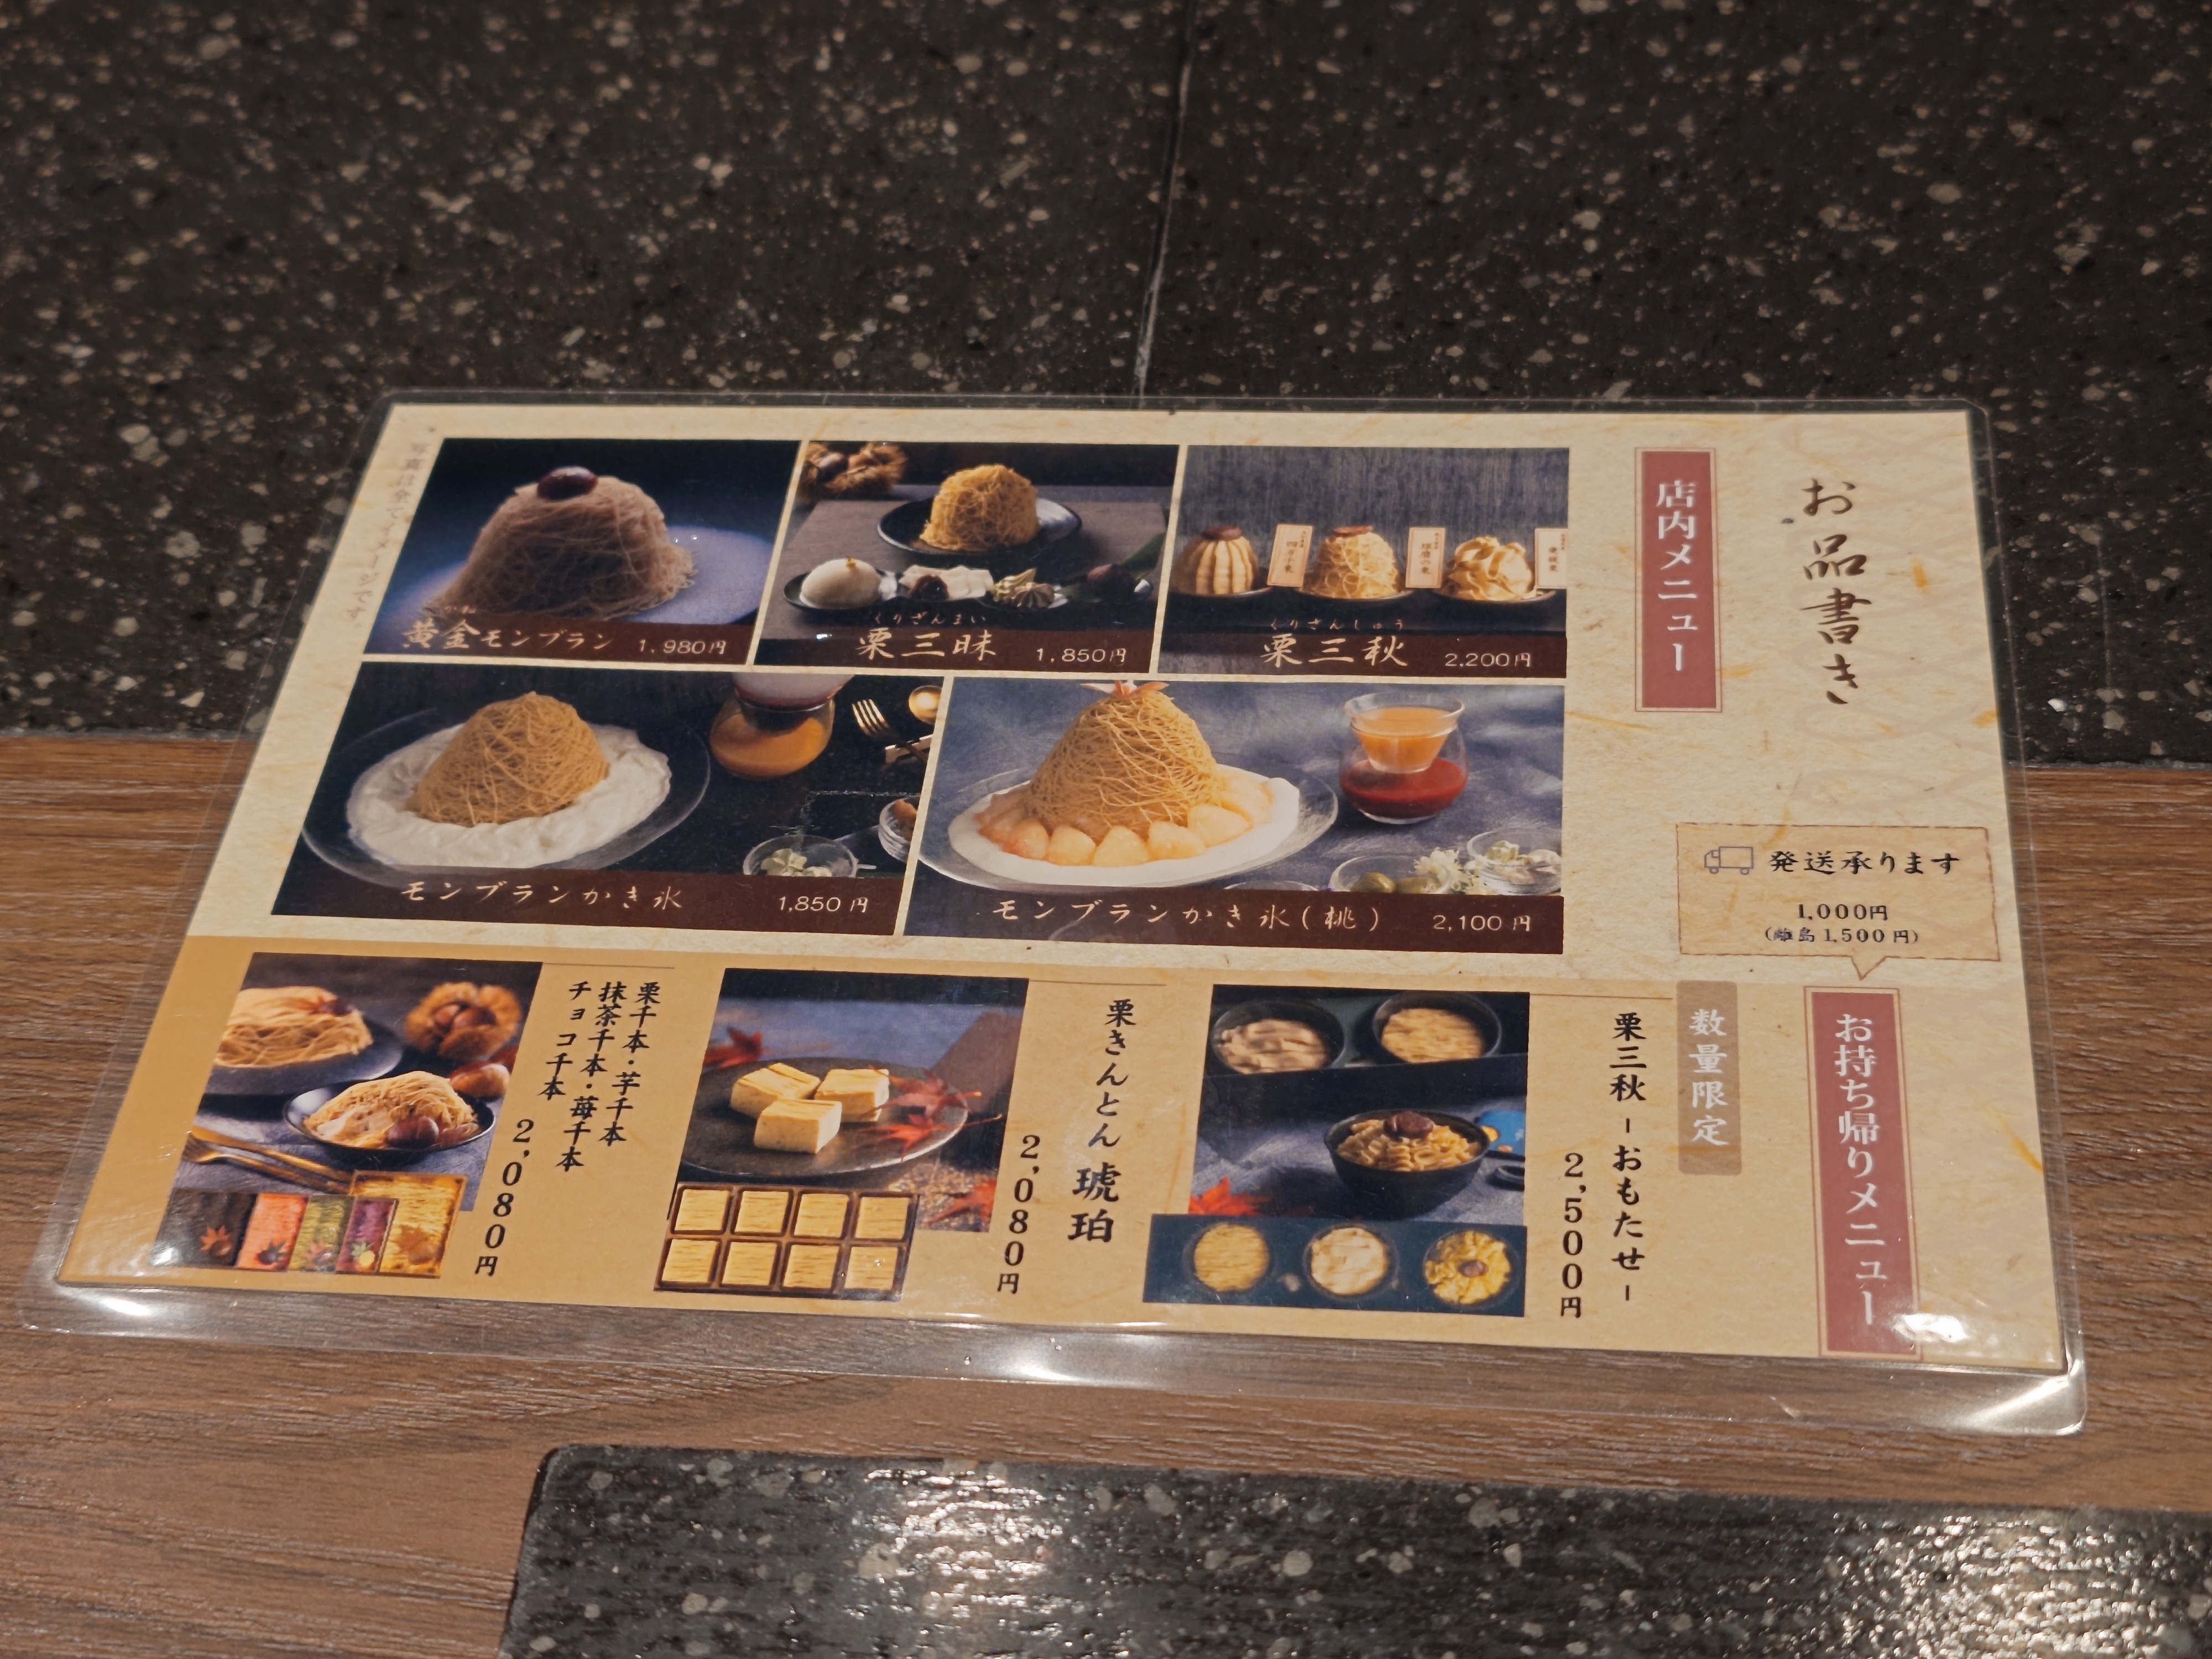 お品書き
店内メニュー
くりざんしゅう
栗三秋 2,200円
くりざんまい
栗三昧 1,850円
こがね
黄金モンブラン 1,980円
モンブランかき氷(桃) 2,100円
モンブランかき氷 1,850円
発送承ります
1,000円
(離島1,500円)
お持ち帰りメニュー
数量限定
栗三秋-おもたせ-
2,500円
栗きんとん 琥珀
2,080円
栗千本・芋千本
抹茶千本・苺千本
チョコ千本
2,080円
写真は全てイメージです